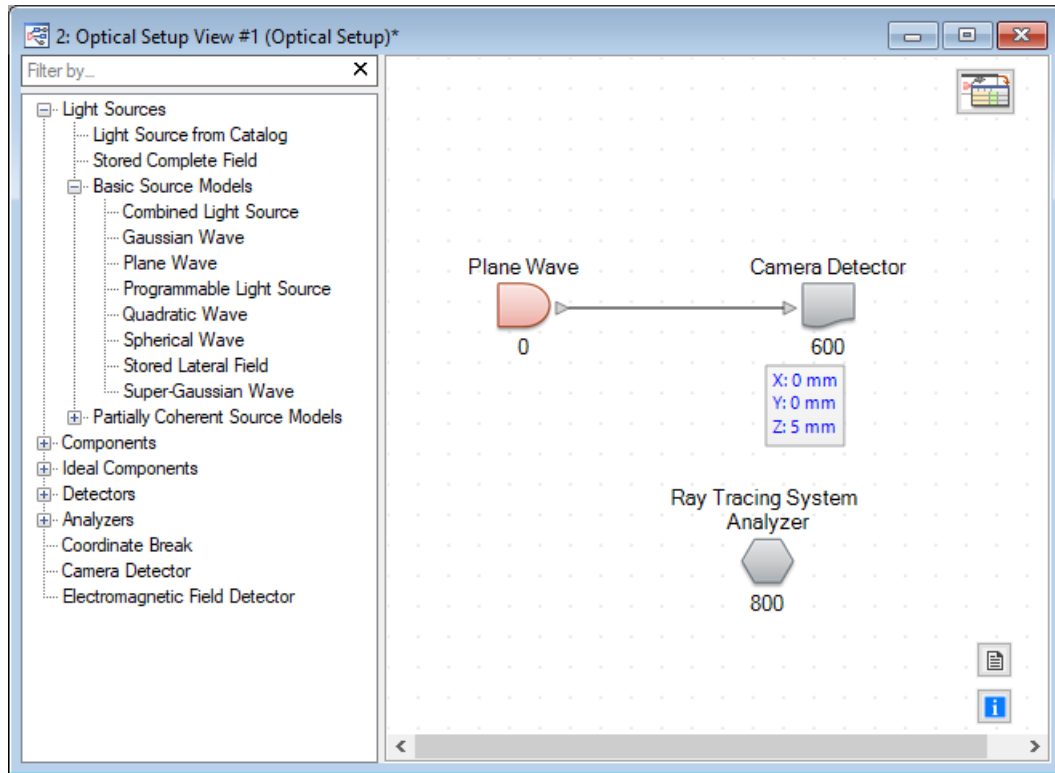 2: Optical Setup View #1 (Optical Setup)*
Filter by...
Light Sources
Light Source from Catalog
Stored Complete Field
Basic Source Models
Combined Light Source
Gaussian Wave
Plane Wave
Programmable Light Source
Quadratic Wave
Spherical Wave
Stored Lateral Field
Super-Gaussian Wave
Partially Coherent Source Models
Components
Ideal Components
Detectors
Analyzers
Coordinate Break
Camera Detector
Electromagnetic Field Detector
Plane Wave
0
Camera Detector
600
X: 0 mm
Y: 0 mm
Z: 5 mm
Ray Tracing System
Analyzer
800